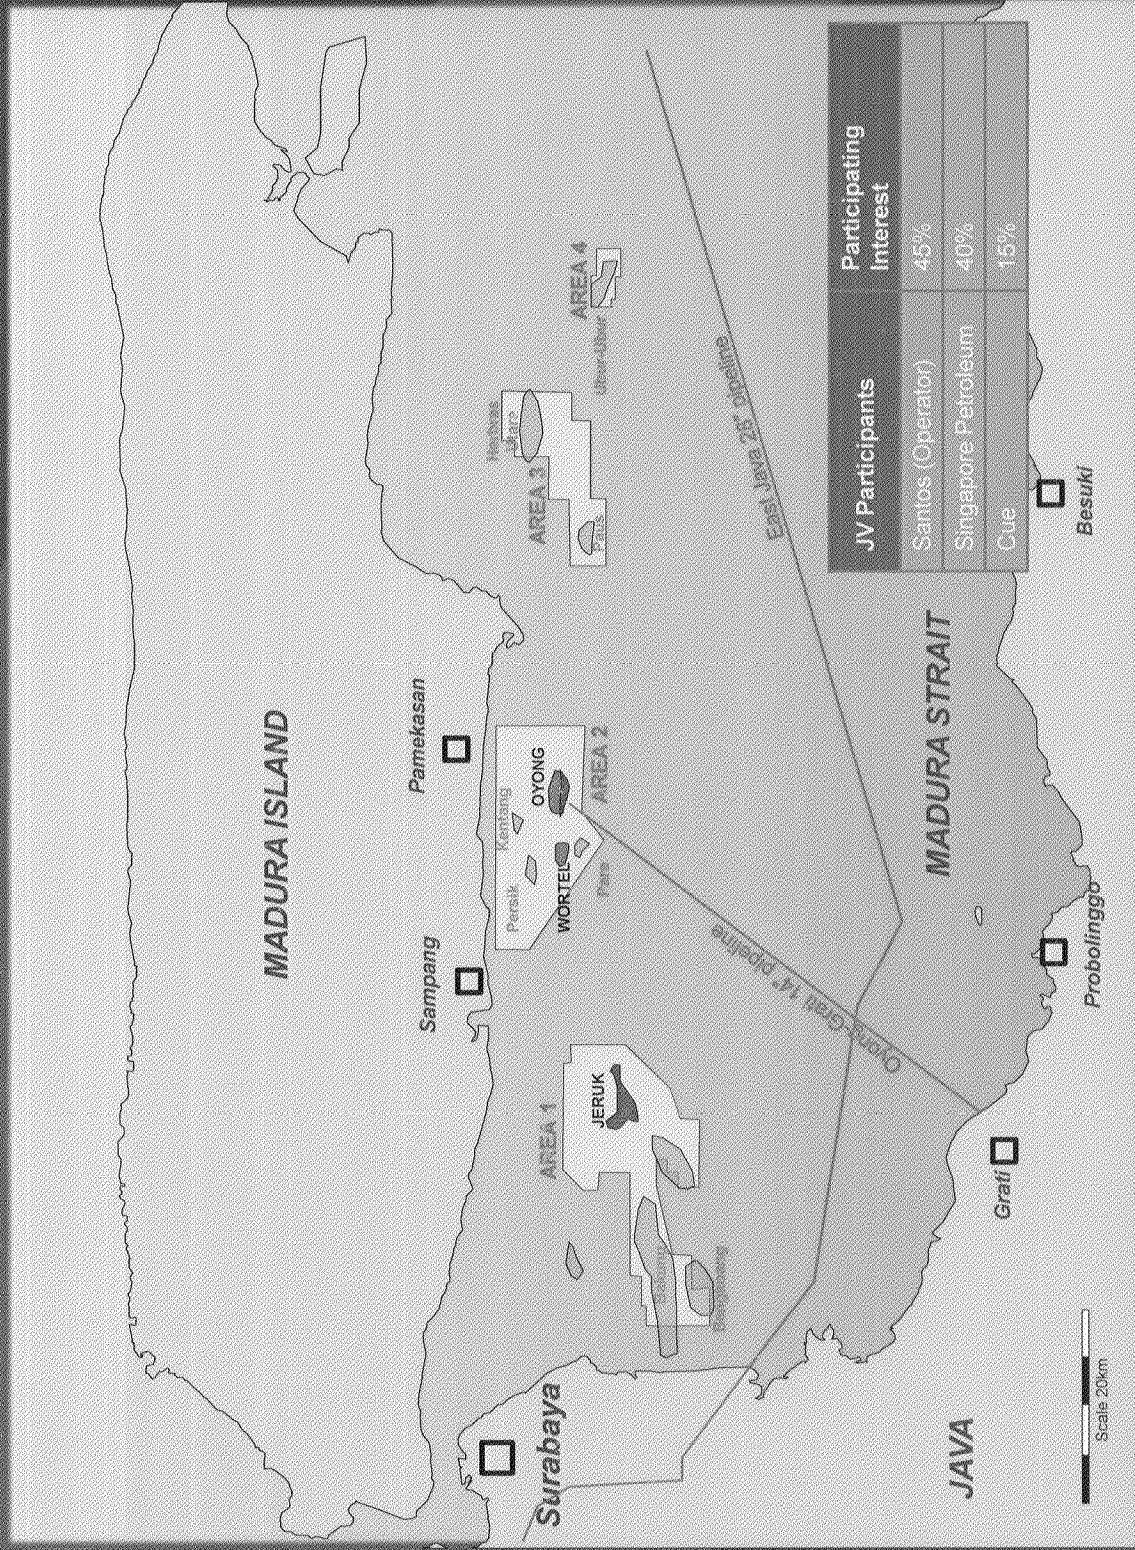 MADURA ISLAND
Sampang
Pamekasan
Surabaya
AREA 1
JERUK
Persik
Kentang
WORTEL
OYONG
Pare
AREA 2
AREA 3
AREA 4
Oyong-Grati 14" pipeline
East Java 28" pipeline
MADURA STRAIT
JAVA
Grati
Probolinggo
Besuki
Scale 20km
JV Participants Participating Interest
Santos (Operator) 45%
Singapore Petroleum 40%
Cue 15%